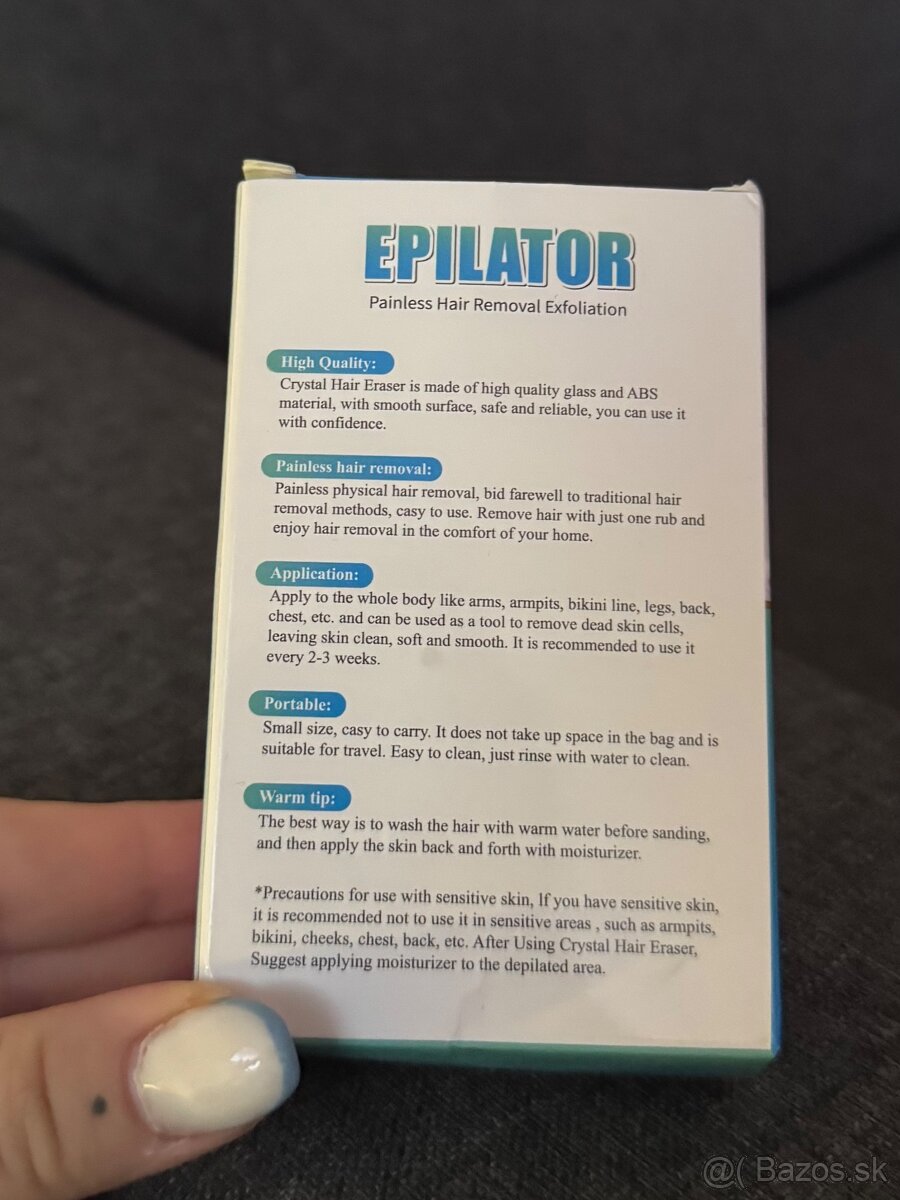 EPILATOR
Painless Hair Removal Exfoliation
High Quality:
Crystal Hair Eraser is made of high quality glass and ABS
material, with smooth surface, safe and reliable, you can use it
with confidence.
Painless hair removal:
Painless physical hair removal, bid farewell to traditional hair
removal methods, casy to use. Remove hair with just one rub and
enjoy hair removal in the comfort of your home.
Application:
Apply to the whole body like arms, armpits, bikini line, legs, back,
chest, etc. and can be used as a tool to remove dead skin cells,
leaving skin clean, soft and smooth. It is recommended to use it
every 2-3 weeks.
Portable:
Small size, casy to carry. It does not take up space in the bag and is
suitable for travel. Easy to clean, just rinse with water to clean.
Warm tip:
The best way is to wash the hair with warm water before sanding,
and then apply the skin back and forth with moisturizer.
*Precautions for use with sensitive skin, If you have sensitive skin,
it is recommended not to use it in sensitive areas , such as armpits,
bikini, cheeks, chest, back, etc. After Using Crystal Hair Eraser,
Suggest applying moisturizer to the depilated area.
@( Bazos.sk